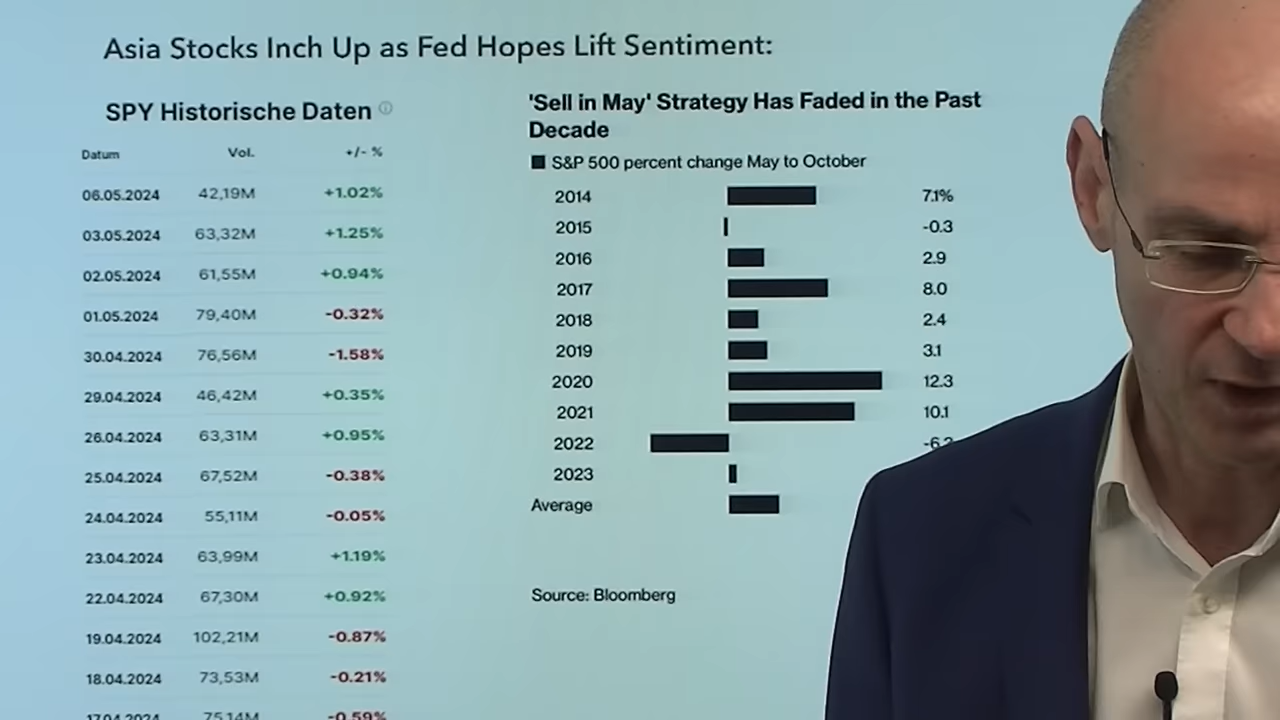 Asia Stocks Inch Up as Fed Hopes Lift Sentiment:
SPY Historische Daten
Datum Vol. +/- %
06.05.2024 42,19M +1.02%
03.05.2024 63,32M +1.25%
02.05.2024 61,55M +0.94%
01.05.2024 79,40M -0.32%
30.04.2024 76,56M -1.58%
29.04.2024 46,42M +0.35%
26.04.2024 63,31M +0.95%
25.04.2024 67,52M -0.38%
24.04.2024 55,11M -0.05%
23.04.2024 63,99M +1.19%
22.04.2024 67,30M +0.92%
19.04.2024 102,21M -0.87%
18.04.2024 73,53M -0.21%
17.04.2024 75,14M -0.59%
'Sell in May' Strategy Has Faded in the Past
Decade
S&P 500 percent change May to October
2014 7.1%
2015 -0.3
2016 2.9
2017 8.0
2018 2.4
2019 3.1
2020 12.3
2021 10.1
2022
2023
Average
Source: Bloomberg